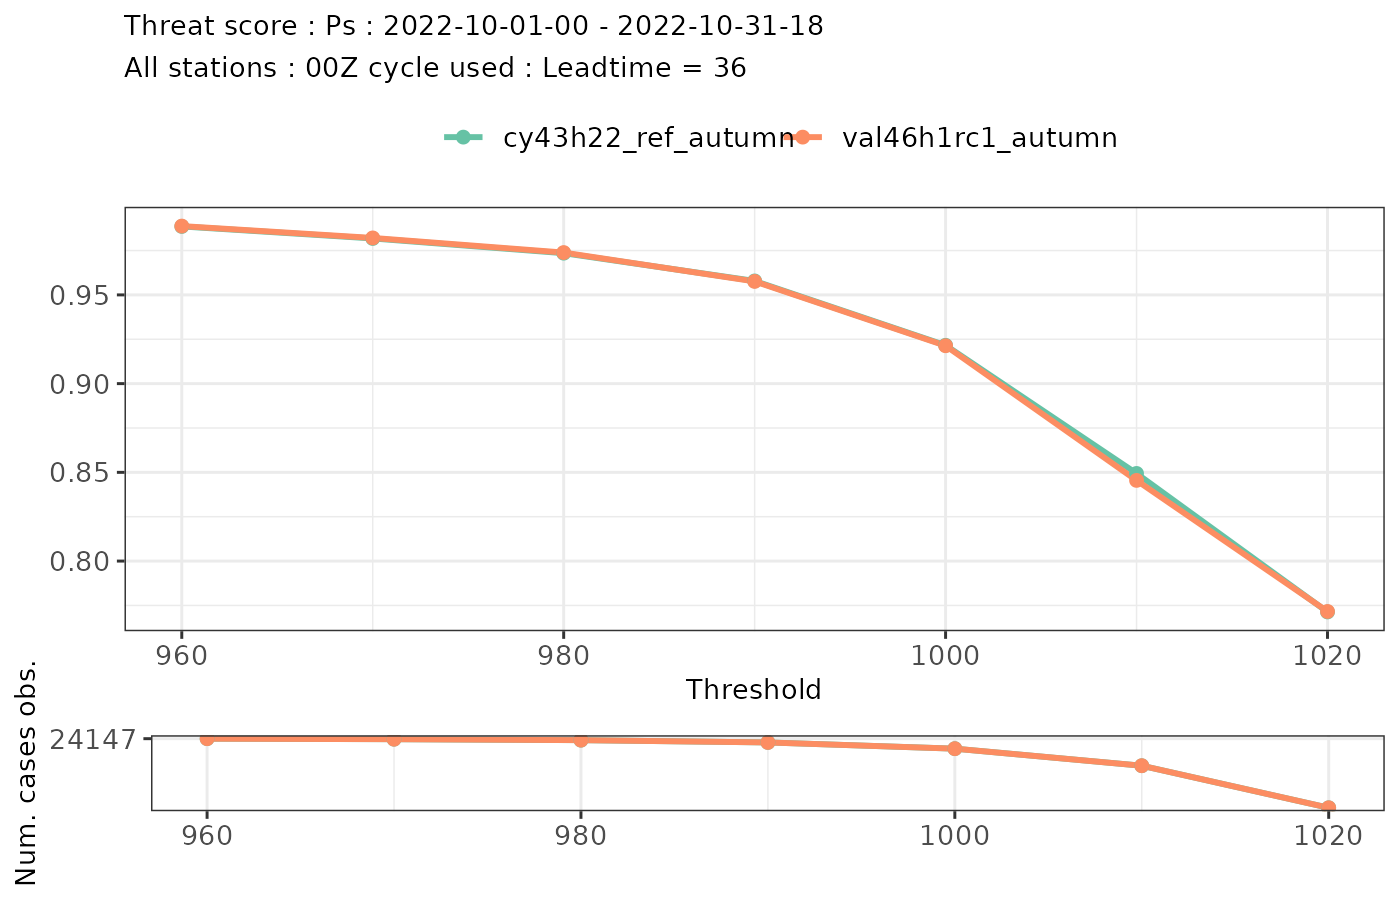 Threat score : Ps : 2022-10-01-00 - 2022-10-31-18
All stations : 00Z cycle used : Leadtime = 36
cy43h22_ref_autumn val46h1rc1_autumn
0.95
0.90
0.85
0.80
960 980 1000 1020
Threshold
Num. cases obs.
24147
960 980 1000 1020